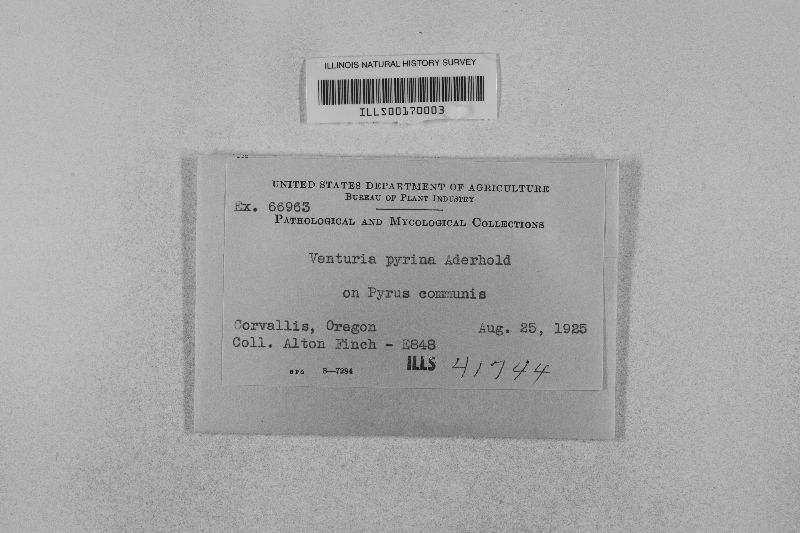 ILLINOIS NATURAL HISTORY SURVEY
ILLS00170003
UNITED STATES DEPARTMENT OF AGRICULTURE
BUREAU OF PLANT INDUSTRY
Ex. 66963
PATHOLOGICAL AND MYCOLOGICAL COLLECTIONS
Venturia pyrina Aderhold
on Pyrus communis
Corvallis, Oregon Aug. 25, 1925
Coll. Alton Finch - E848
ILLS 41744
GPO 8—7284